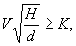 V√(H/d) ≥ K,